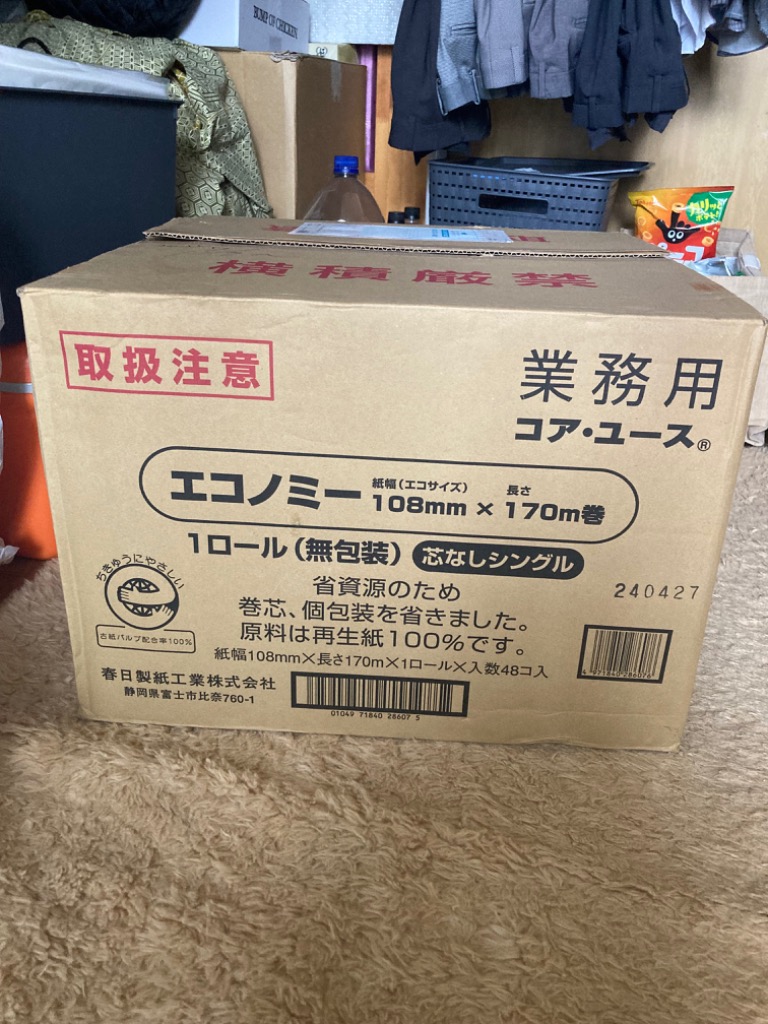 BUMP OF CHICKEN
横積厳禁
取扱注意
業務用
コア・ユース®
エコノミー 紙幅(エコサイズ) 108mm × 長さ 170m巻
1ロール(無包装) 芯なしシングル
ちきゅうにやさしい
省資源のため
巻芯、個包装を省きました。
原料は再生紙100%です。
240427
古紙パルプ配合率100%
紙幅108mm×長さ170m×1ロール×入数48コ入
4 971840 286076
春日製紙工業株式会社
静岡県富士市比奈760-1
01049 71840 28607 5